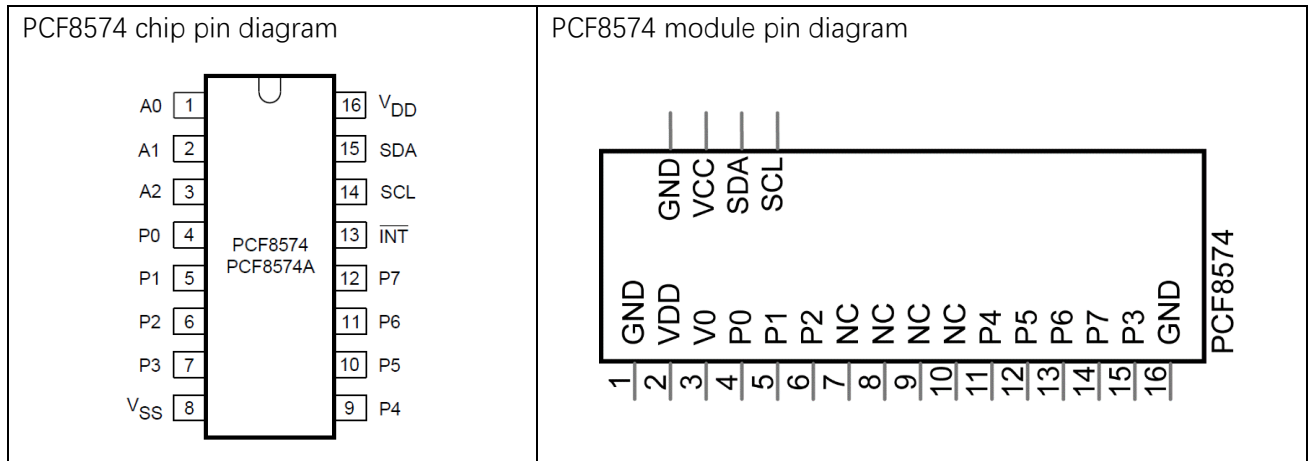 PCF8574 chip pin diagram
A0 1 16 VDD
A1 2 15 SDA
A2 3 14 SCL
P0 4 13 INT
P1 5 12 P7
P2 6 11 P6
P3 7 10 P5
VSS 8 9 P4
PCF8574
PCF8574A
PCF8574 module pin diagram
GND VCC SDA SCL
GND VDD V0 P0 P1 P2 NC NC NC NC P4 P5 P6 P7 P3 GND
1 2 3 4 5 6 7 8 9 10 11 12 13 14 15 16
PCF8574